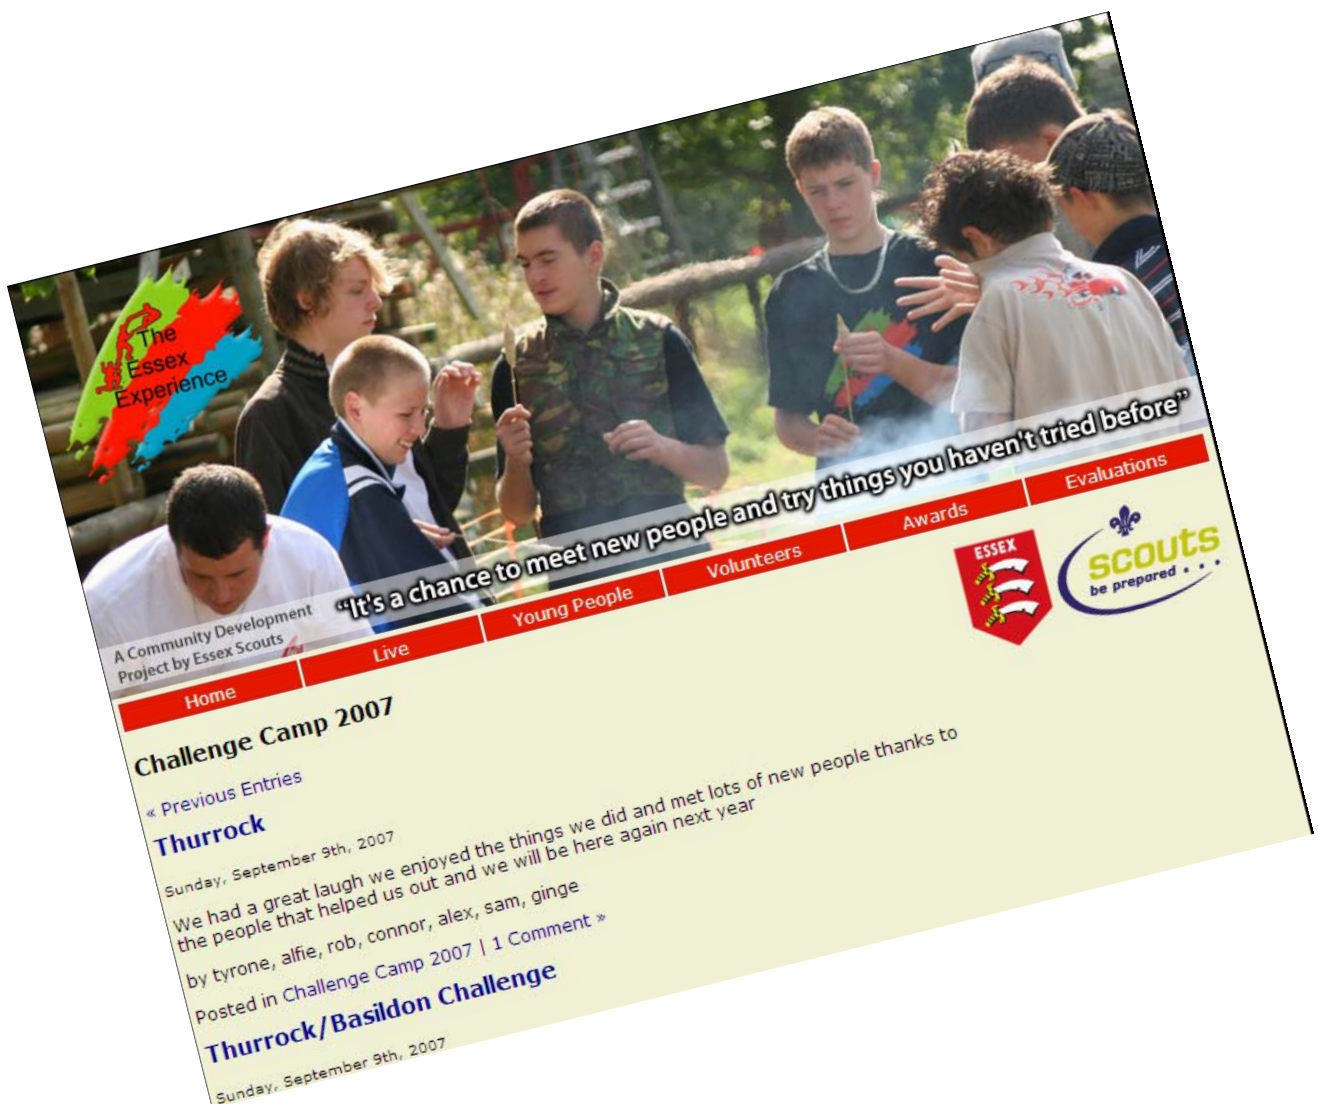 The
Essex
Experience
A Community Development
Project by Essex Scouts
“It's a chance to meet new people and try things you haven't tried before”
Home
Live
Young People
Volunteers
Awards
Evaluations
ESSEX
scouts
be prepared . . .
Challenge Camp 2007
« Previous Entries
Thurrock
Sunday, September 9th, 2007
We had a great laugh we enjoyed the things we did and met lots of new people thanks to
the people that helped us out and we will be here again next year
by tyrone, alfie, rob, connor, alex, sam, ginge
Posted in Challenge Camp 2007 | 1 Comment »
Thurrock/Basildon Challenge
Sunday, September 9th, 2007